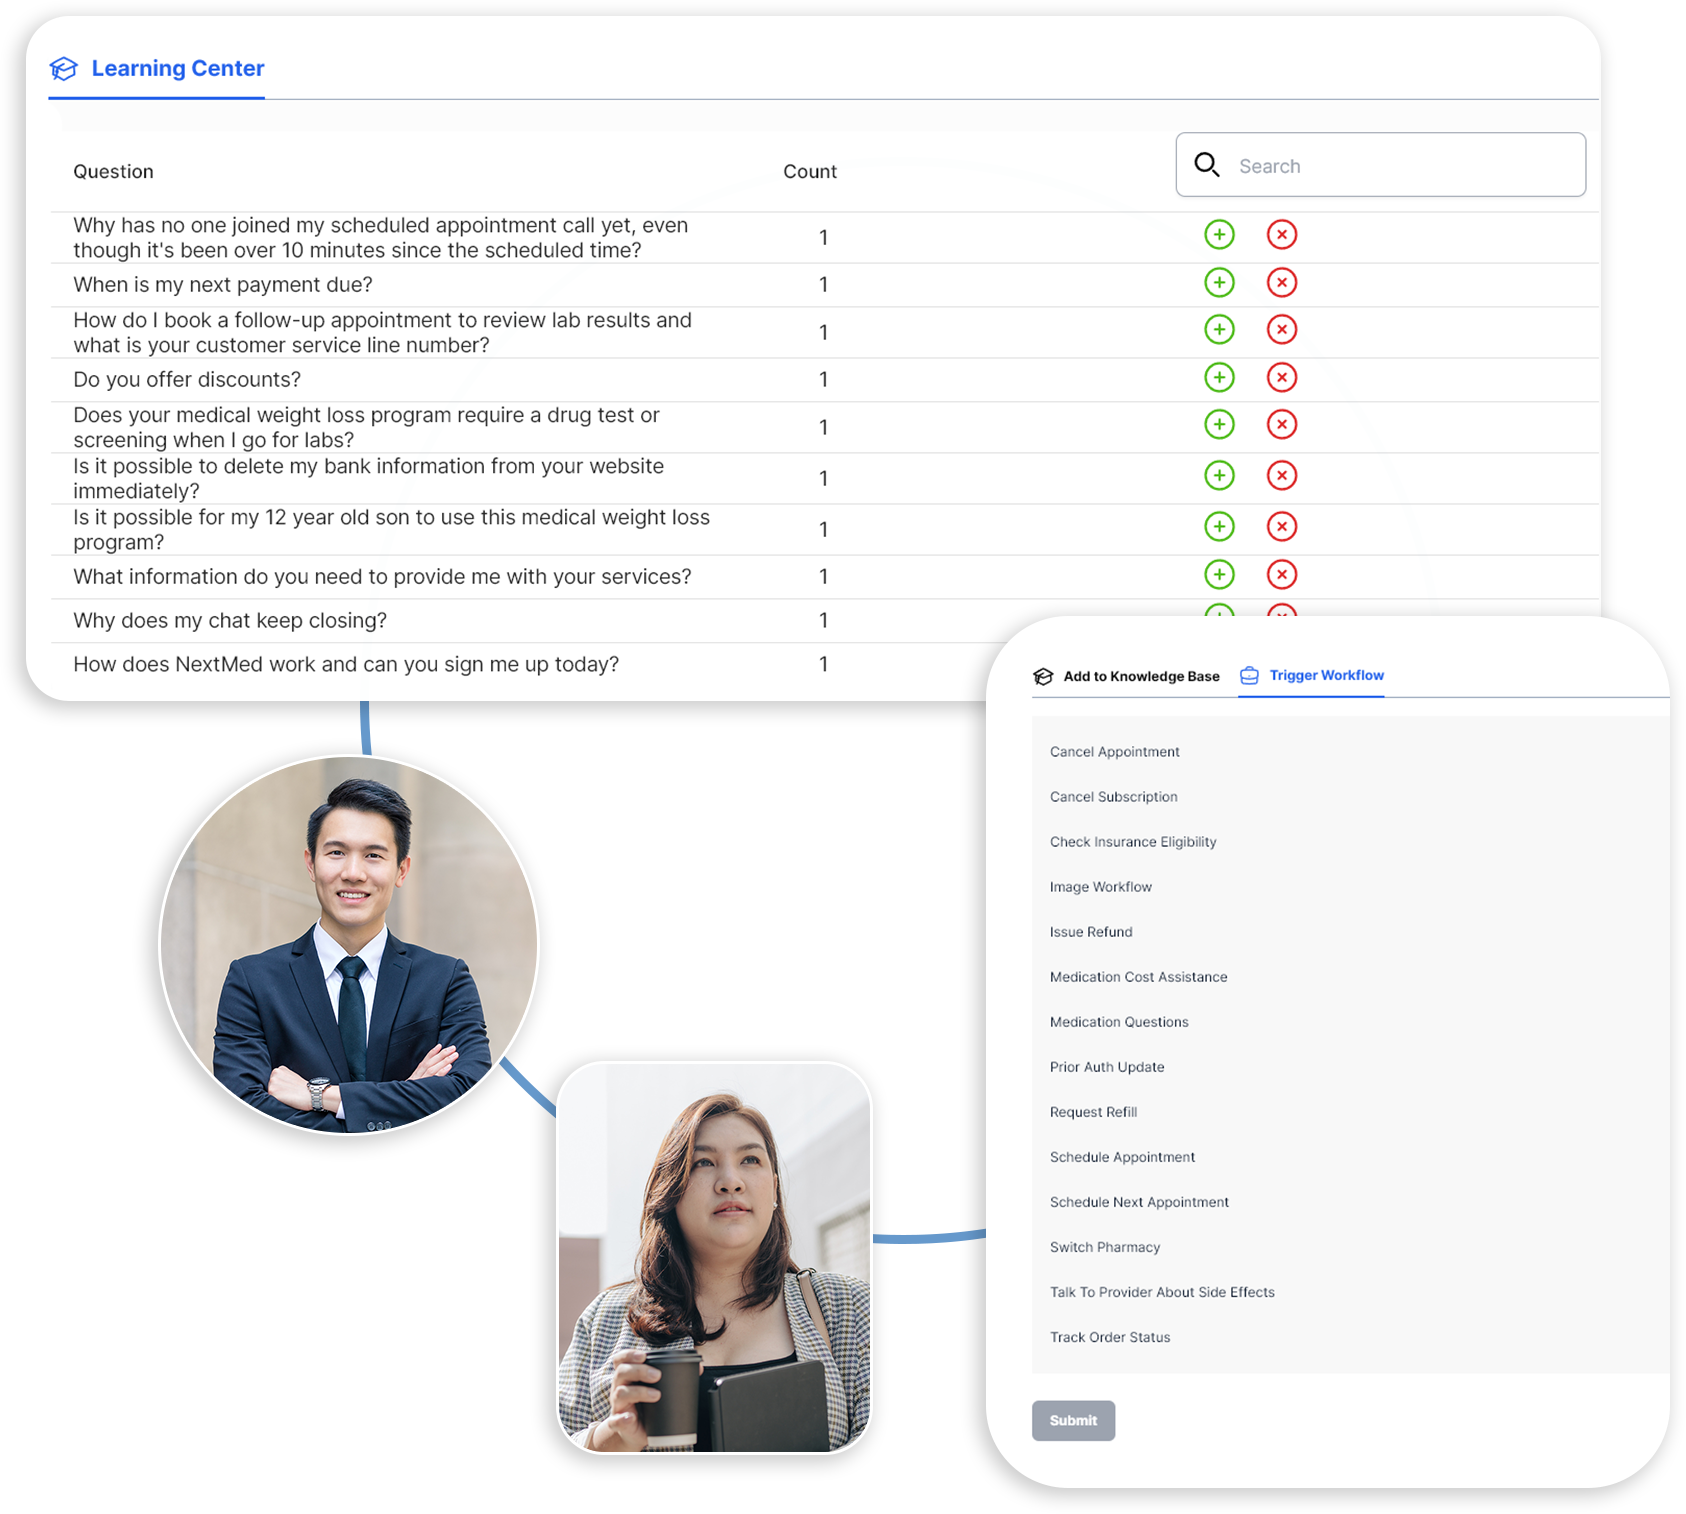 Learning Center
Question
Count
Search
Why has no one joined my scheduled appointment call yet, even
though it's been over 10 minutes since the scheduled time?
1
When is my next payment due?
1
How do I book a follow-up appointment to review lab results and
what is your customer service line number?
1
Do you offer discounts?
1
Does your medical weight loss program require a drug test or
screening when I go for labs?
1
Is it possible to delete my bank information from your website
immediately?
1
Is it possible for my 12 year old son to use this medical weight loss
program?
1
What information do you need to provide me with your services?
1
Why does my chat keep closing?
1
How does NextMed work and can you sign me up today?
1
Add to Knowledge Base
Trigger Workflow
Cancel Appointment
Cancel Subscription
Check Insurance Eligibility
Image Workflow
Issue Refund
Medication Cost Assistance
Medication Questions
Prior Auth Update
Request Refill
Schedule Appointment
Schedule Next Appointment
Switch Pharmacy
Talk To Provider About Side Effects
Track Order Status
Submit